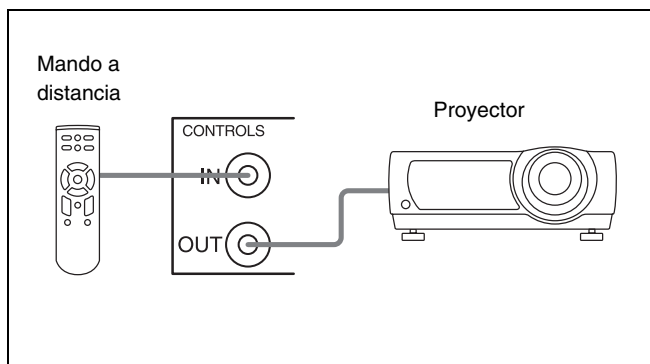 Mando a
distancia
CONTROLS
Proyector
IN
OUT